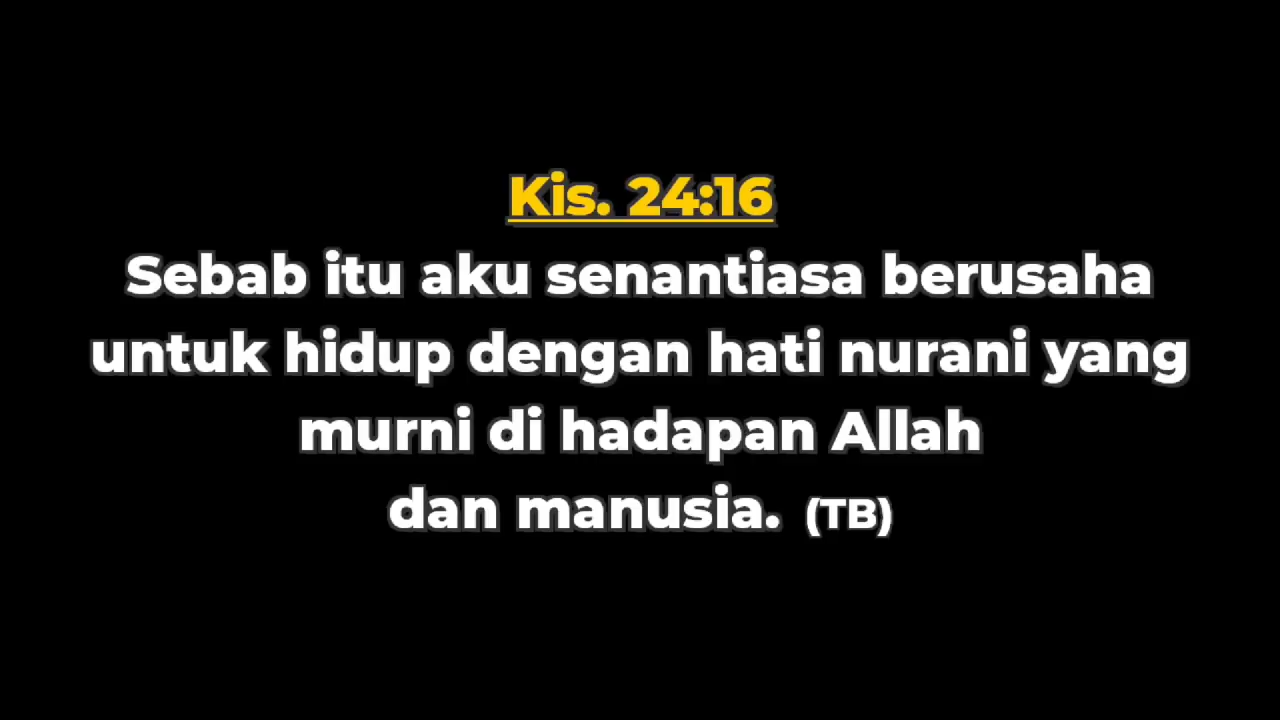 Kis. 24:16
Sebab itu aku senantiasa berusaha
untuk hidup dengan hati nurani yang
murni di hadapan Allah
dan manusia. (TB)